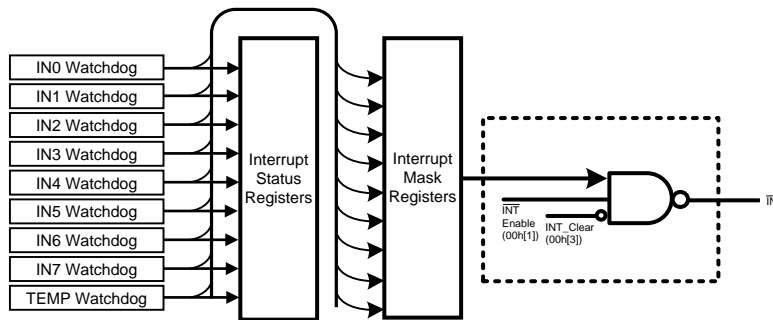 IN0 Watchdog
IN1 Watchdog
IN2 Watchdog
IN3 Watchdog
IN4 Watchdog
IN5 Watchdog
IN6 Watchdog
IN7 Watchdog
TEMP Watchdog
Interrupt
Status
Registers
Interrupt
Mask
Registers
INT
Enable
(00h[1])
INT_Clear
(00h[3])